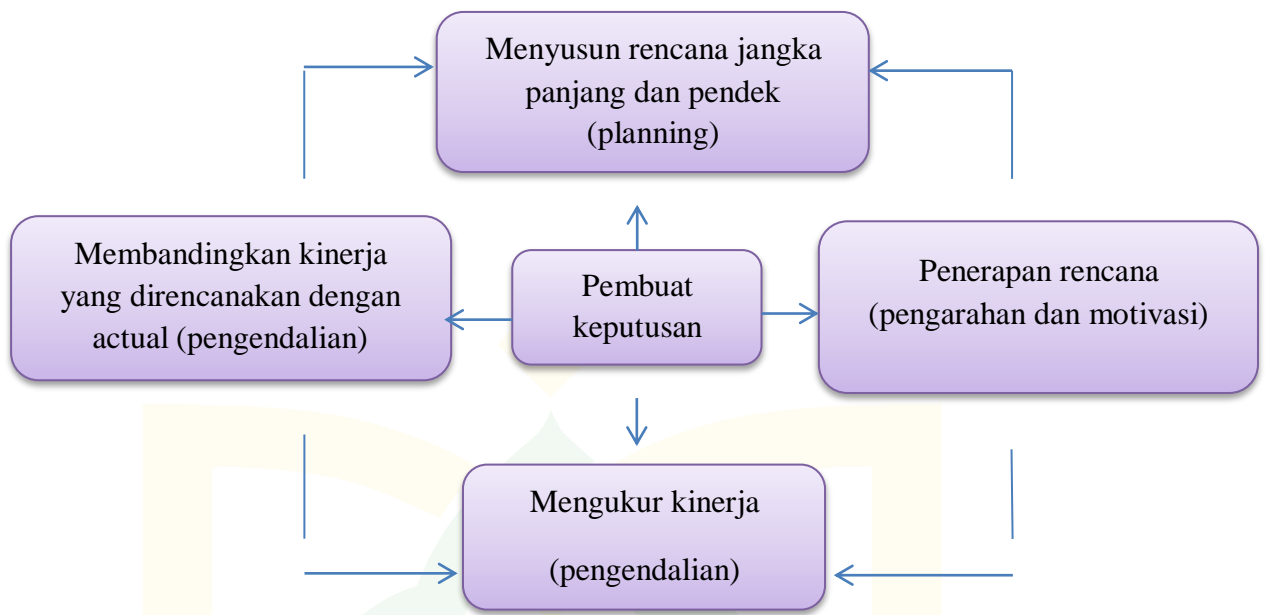 Menyusun rencana jangka
panjang dan pendek
(planning)
Membandingkan kinerja
yang direncanakan dengan
actual (pengendalian)
Pembuat
keputusan
Penerapan rencana
(pengarahan dan motivasi)
Mengukur kinerja
(pengendalian)